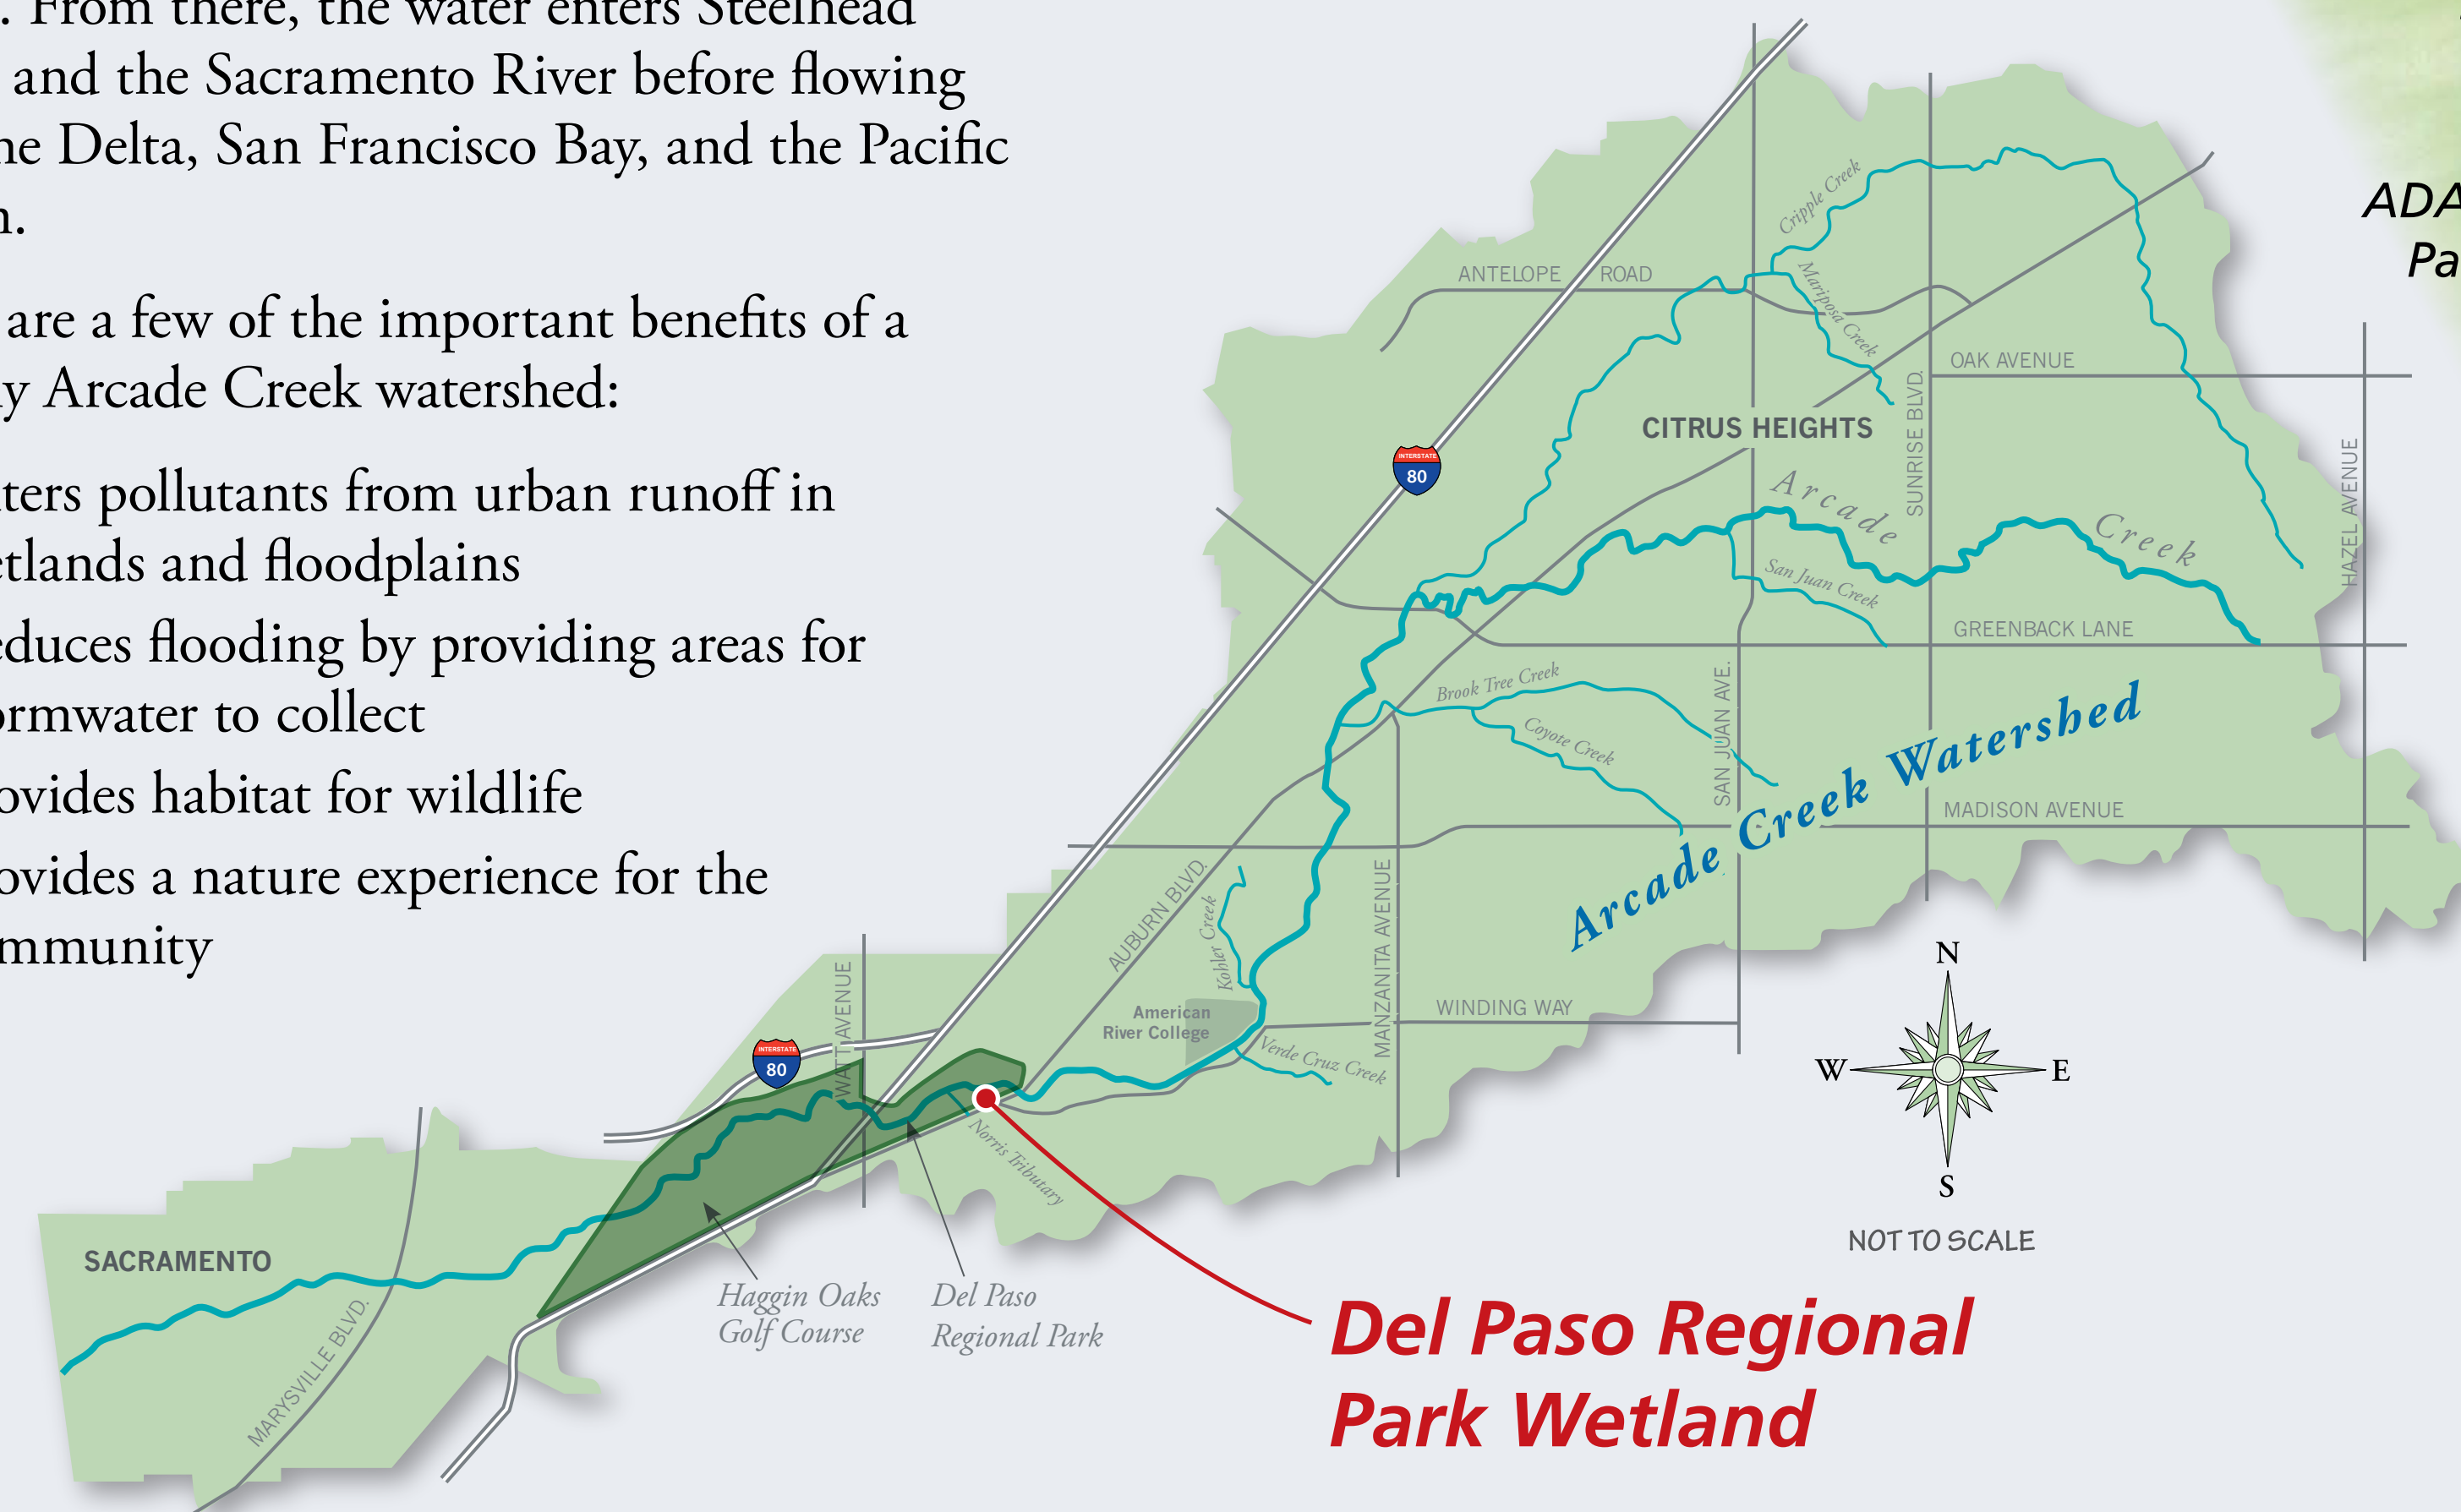 . From there, the water enters Steelhead
and the Sacramento River before flowing
he Delta, San Francisco Bay, and the Pacific
n.
are a few of the important benefits of a
y Arcade Creek watershed:
ters pollutants from urban runoff in
etlands and floodplains
educes flooding by providing areas for
ormwater to collect
ovides habitat for wildlife
ovides a nature experience for the
mmunity
ADA
Pa
Cripple Creek
ANTELOPE ROAD
Mariposa Creek
OAK AVENUE
CITRUS HEIGHTS
SUNRISE BLVD.
HAZEL AVENUE
INTERSTATE
80
Arcade Creek
San Juan Creek
GREENBACK LANE
Brook Tree Creek
Coyote Creek
SAN JUAN AVE.
Arcade Creek Watershed
MADISON AVENUE
AUBURN BLVD.
Kohler Creek
MANZANITA AVENUE
WATT AVENUE
American
River College
WINDING WAY
Verde Cruz Creek
INTERSTATE
80
Norris Tributary
N
W E
S
NOT TO SCALE
SACRAMENTO
MARYSVILLE BLVD.
Haggin Oaks
Golf Course
Del Paso
Regional Park
Del Paso Regional
Park Wetland